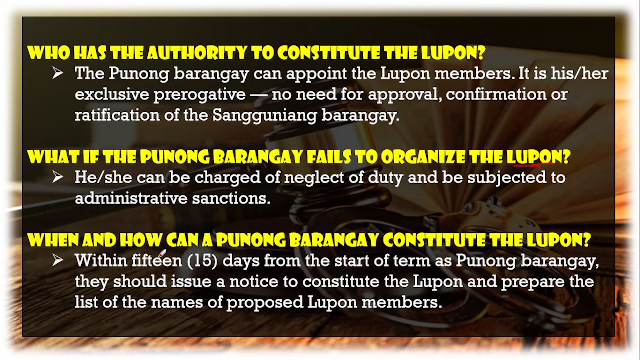 WHO HAS THE AUTHORITY TO CONSTITUTE THE LUPON?
➢ The Punong barangay can appoint the Lupon members. It is his/her
exclusive prerogative — no need for approval, confirmation or
ratification of the Sangguniang barangay.
WHAT IF THE PUNONG BARANGAY FAILS TO ORGANIZE THE LUPON?
➢ He/she can be charged of neglect of duty and be subjected to
administrative sanctions.
WHEN AND HOW CAN A PUNONG BARANGAY CONSTITUTE THE LUPON?
➢ Within fifteen (15) days from the start of term as Punong barangay,
they should issue a notice to constitute the Lupon and prepare the
list of the names of proposed Lupon members.